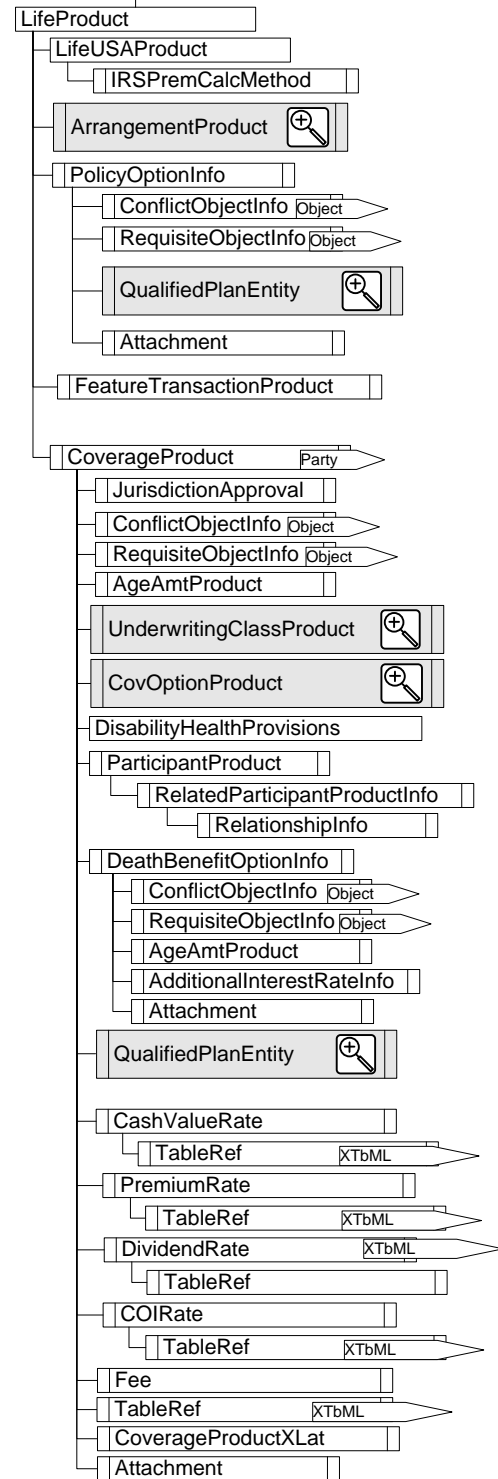 LifeProduct
LifeUSAProduct
IRSPremCalcMethod
ArrangementProduct
PolicyOptionInfo
ConflictObjectInfo Object
RequisiteObjectInfo Object
QualifiedPlanEntity
Attachment
FeatureTransactionProduct
CoverageProduct Party
JurisdictionApproval
ConflictObjectInfo Object
RequisiteObjectInfo Object
AgeAmtProduct
UnderwritingClassProduct
CovOptionProduct
DisabilityHealthProvisions
ParticipantProduct
RelatedParticipantProductInfo
RelationshipInfo
DeathBenefitOptionInfo
ConflictObjectInfo Object
RequisiteObjectInfo Object
AgeAmtProduct
AdditionalInterestRateInfo
Attachment
QualifiedPlanEntity
CashValueRate
TableRef XTbML
PremiumRate
TableRef XTbML
DividendRate XTbML
TableRef
COIRate
TableRef XTbML
Fee
TableRef XTbML
CoverageProductXLat
Attachment